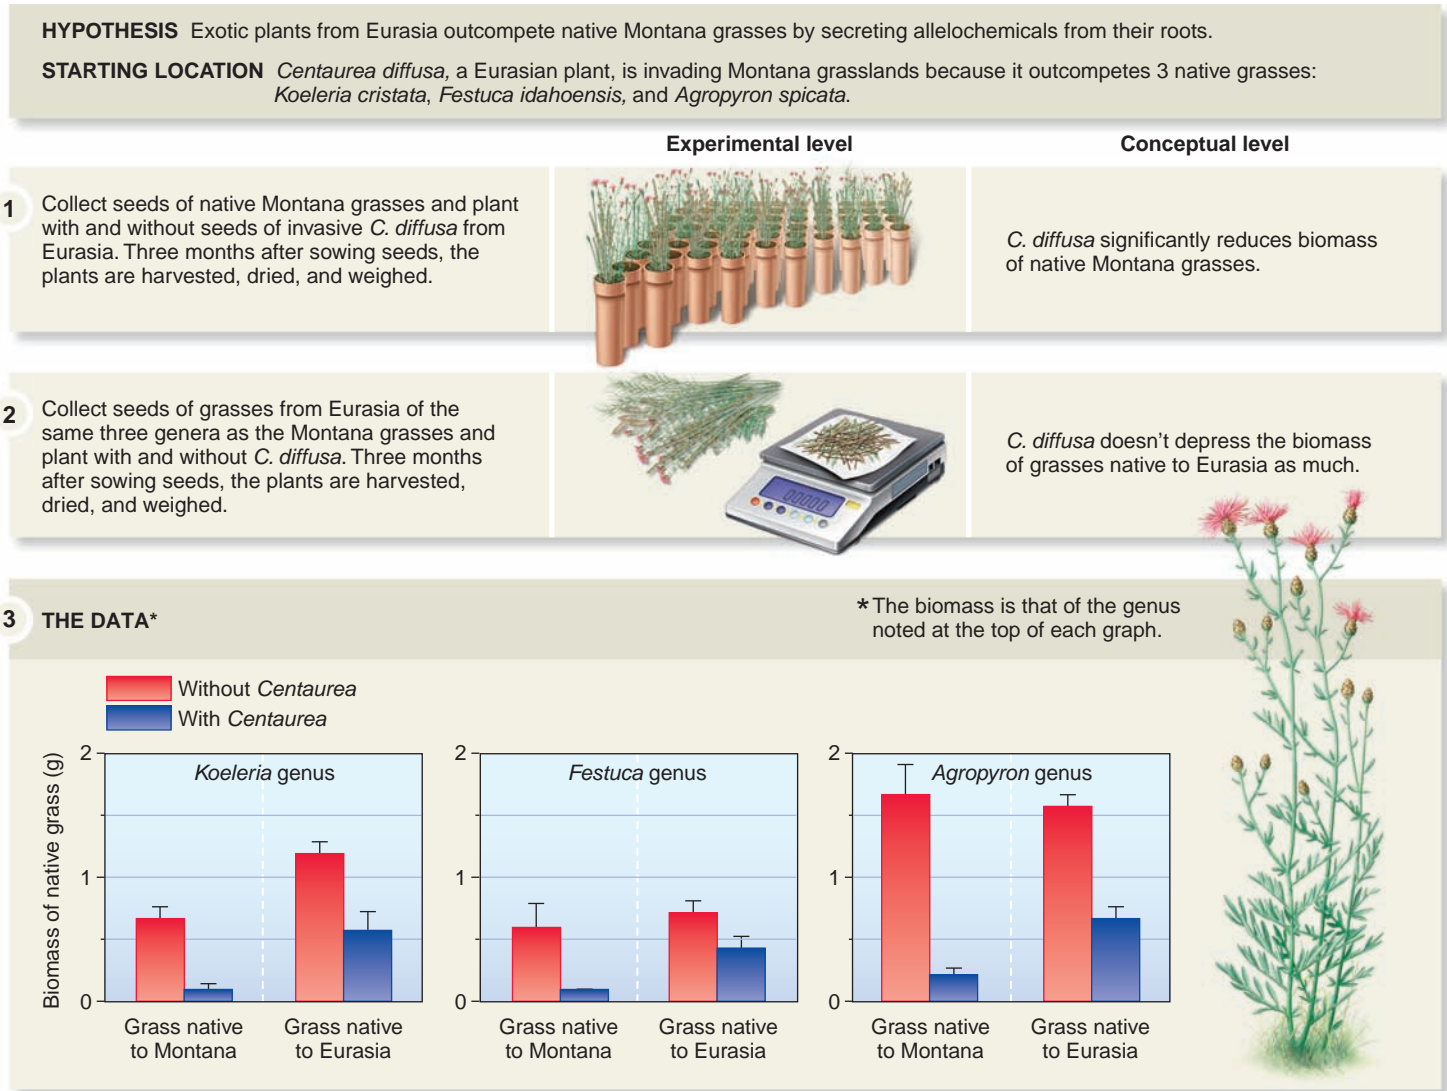 HYPOTHESIS Exotic plants from Eurasia outcompete native Montana grasses by secreting allelochemicals from their roots.
STARTING LOCATION Centaurea diffusa, a Eurasian plant, is invading Montana grasslands because it outcompetes 3 native grasses:
Koeleria cristata, Festuca idahoensis, and Agropyron spicata.
Experimental level
Conceptual level
1
Collect seeds of native Montana grasses and plant
with and without seeds of invasive C. diffusa from
Eurasia. Three months after sowing seeds, the
plants are harvested, dried, and weighed.
C. diffusa significantly reduces biomass
of native Montana grasses.
2
Collect seeds of grasses from Eurasia of the
same three genera as the Montana grasses and
plant with and without C. diffusa. Three months
after sowing seeds, the plants are harvested,
dried, and weighed.
00000
C. diffusa doesn't depress the biomass
of grasses native to Eurasia as much.
3
THE DATA*
*The biomass is that of the genus
noted at the top of each graph.
Without Centaurea
With Centaurea
Biomass of native grass (g)
2
1
0
Koeleria genus
Grass native
to Montana
Grass native
to Eurasia
2
1
0
Festuca genus
Grass native
to Montana
Grass native
to Eurasia
2
1
0
Agropyron genus
Grass native
to Montana
Grass native
to Eurasia